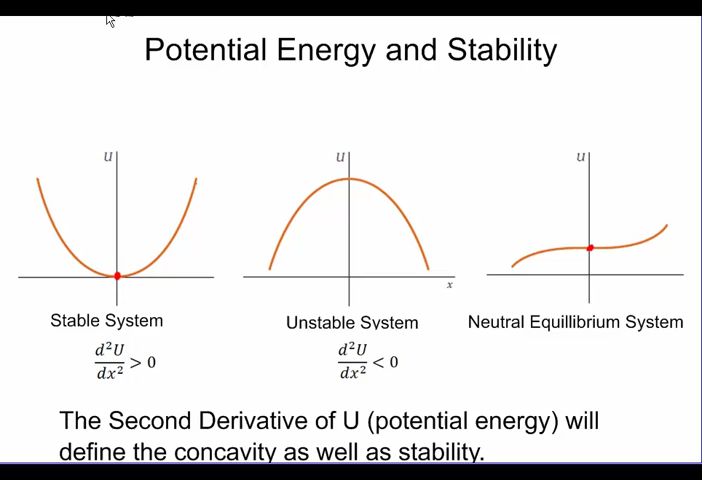 Potential Energy and Stability
U
U
U
x
Stable System
Unstable System
Neutral Equillibrium System
d²U/dx² > 0
d²U/dx² < 0
The Second Derivative of U (potential energy) will
define the concavity as well as stability.